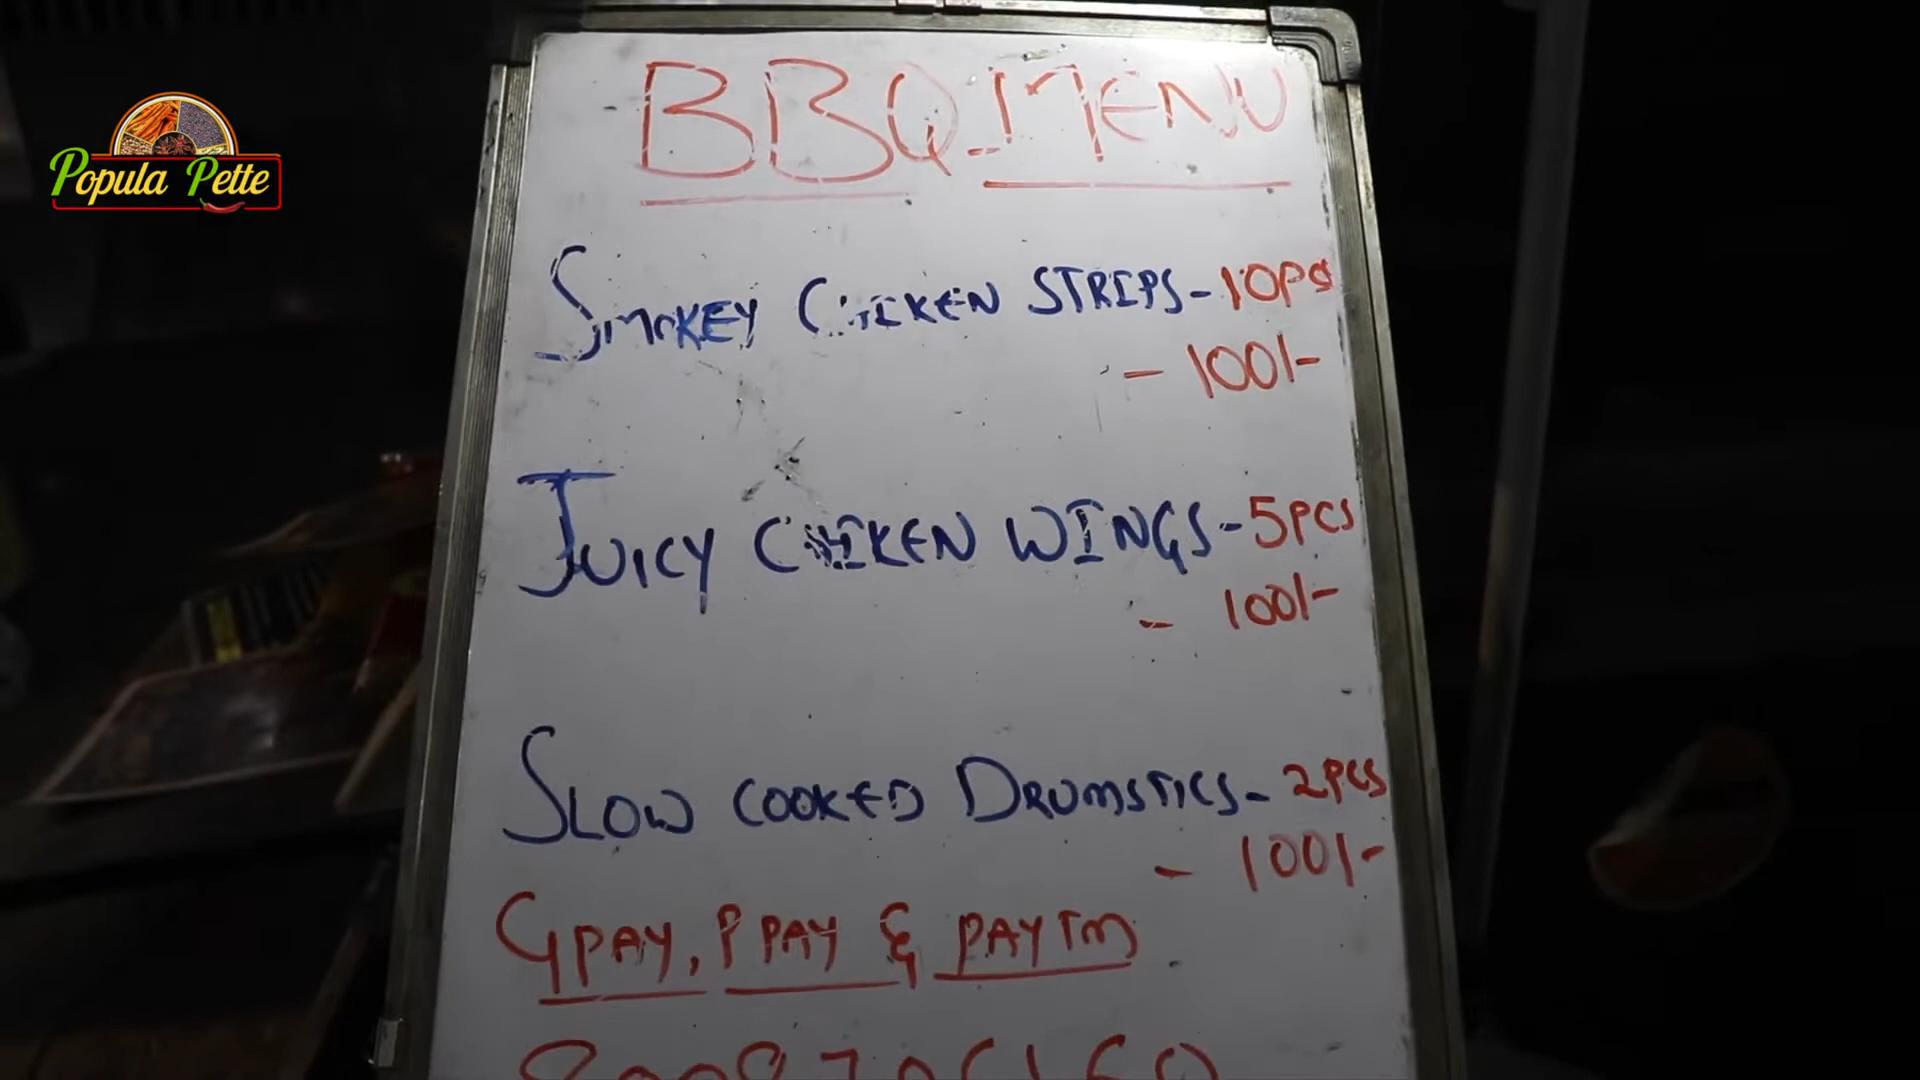 Popula Pette
BBQ MENU
SMOKEY CHICKEN STRIPS - 10PCS
- 100/-
JUICY CHIKEN WINGS - 5PCS
- 100/-
SLOW COOKED DRUMSTICS - 2PCS
- 100/-
GPAY, PPAY & PAYTM